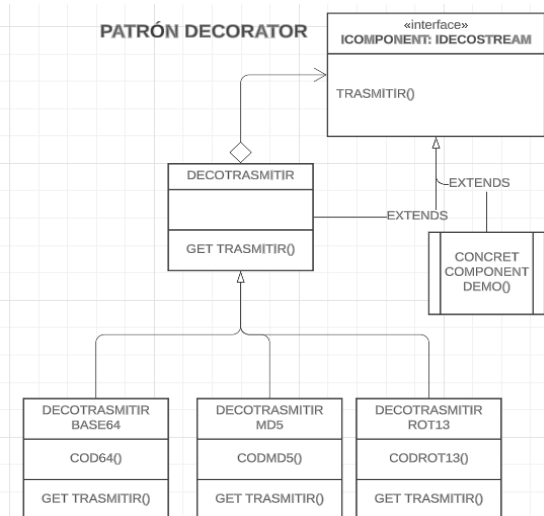 PATRÓN DECORATOR
«interface»
ICOMPONENT: IDECOSTREAM
TRASMITIR()
DECOTRASMITIR
GET TRASMITIR()
EXTENDS
EXTENDS
CONCRET
COMPONENT
DEMO()
DECOTRASMITIR
BASE64
COD64()
GET TRASMITIR()
DECOTRASMITIR
MD5
CODMD5()
GET TRASMITIR()
DECOTRASMITIR
ROT13
CODROT13()
GET TRASMITIR()